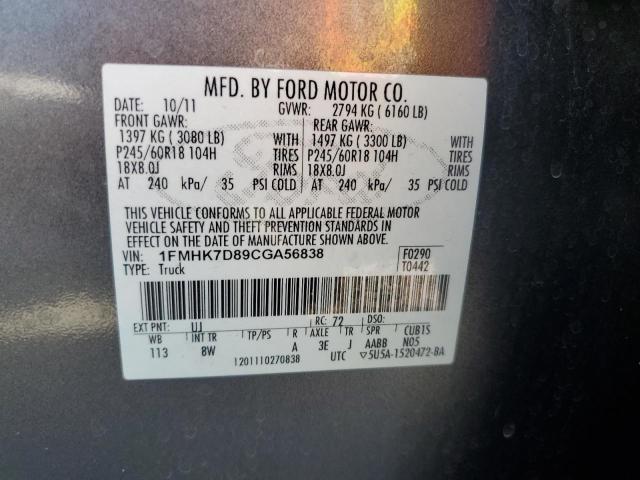 MFD. BY FORD MOTOR CO.
DATE: 10/11 GVWR: 2794 KG ( 6160 LB)
FRONT GAWR: REAR GAWR:
1397 KG ( 3080 LB) WITH 1497 KG ( 3300 LB) WITH
P245/60R18 104H TIRES P245/60R18 104H TIRES
18X8.0J RIMS 18X8.0J RIMS
AT 240 kPa/ 35 PSI COLD AT 240 kPa/ 35 PSI COLD
THIS VEHICLE CONFORMS TO ALL APPLICABLE FEDERAL MOTOR
VEHICLE SAFETY AND THEFT PREVENTION STANDARDS IN
EFFECT ON THE DATE OF MANUFACTURE SHOWN ABOVE.
VIN: 1FMHK7D89CGA56838 F0290
TYPE: Truck T0442
EXT PNT: UJ RC: 72 DSO:
WB INT TR TP/PS R AXLE TR SPR CUBIS
113 8W A 3E J AABB N05
1201110270838 UTC ▽5U5A-1520472-BA